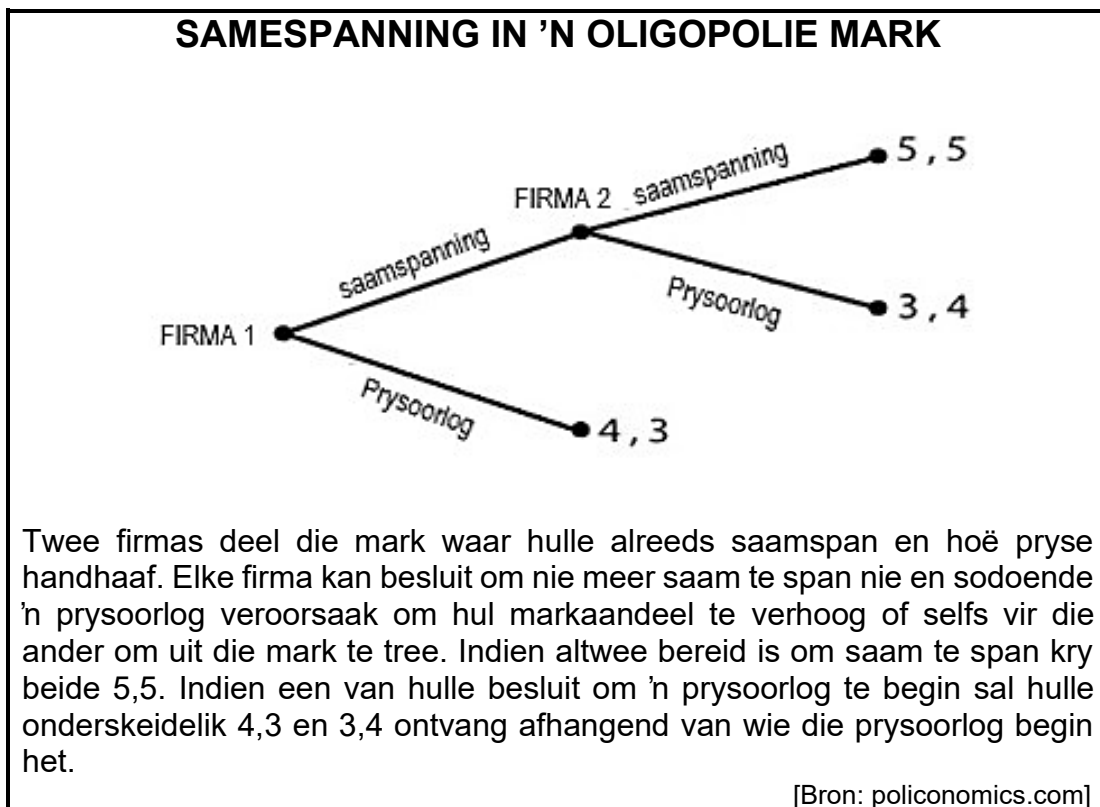 SAMESPANNING IN ’N OLIGOPOLIE MARK
5 , 5
saamspanning
FIRMA 2
saamspanning
Prysoorlog
3 , 4
FIRMA 1
Prysoorlog
4 , 3
Twee firmas deel die mark waar hulle alreeds saamspan en hoë pryse
handhaaf. Elke firma kan besluit om nie meer saam te span nie en sodoende
’n prysoorlog veroorsaak om hul markaandeel te verhoog of selfs vir die
ander om uit die mark te tree. Indien altwee bereid is om saam te span kry
beide 5,5. Indien een van hulle besluit om ’n prysoorlog te begin sal hulle
onderskeidelik 4,3 en 3,4 ontvang afhangend van wie die prysoorlog begin
het.
[Bron: policonomics.com]